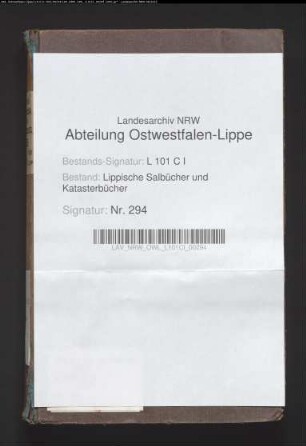 Landesarchiv NRW
Abteilung Ostwestfalen-Lippe
Bestands-Signatur: L 101 C I
Bestand: Lippische Salbücher und
Katasterbücher
Signatur: Nr. 294